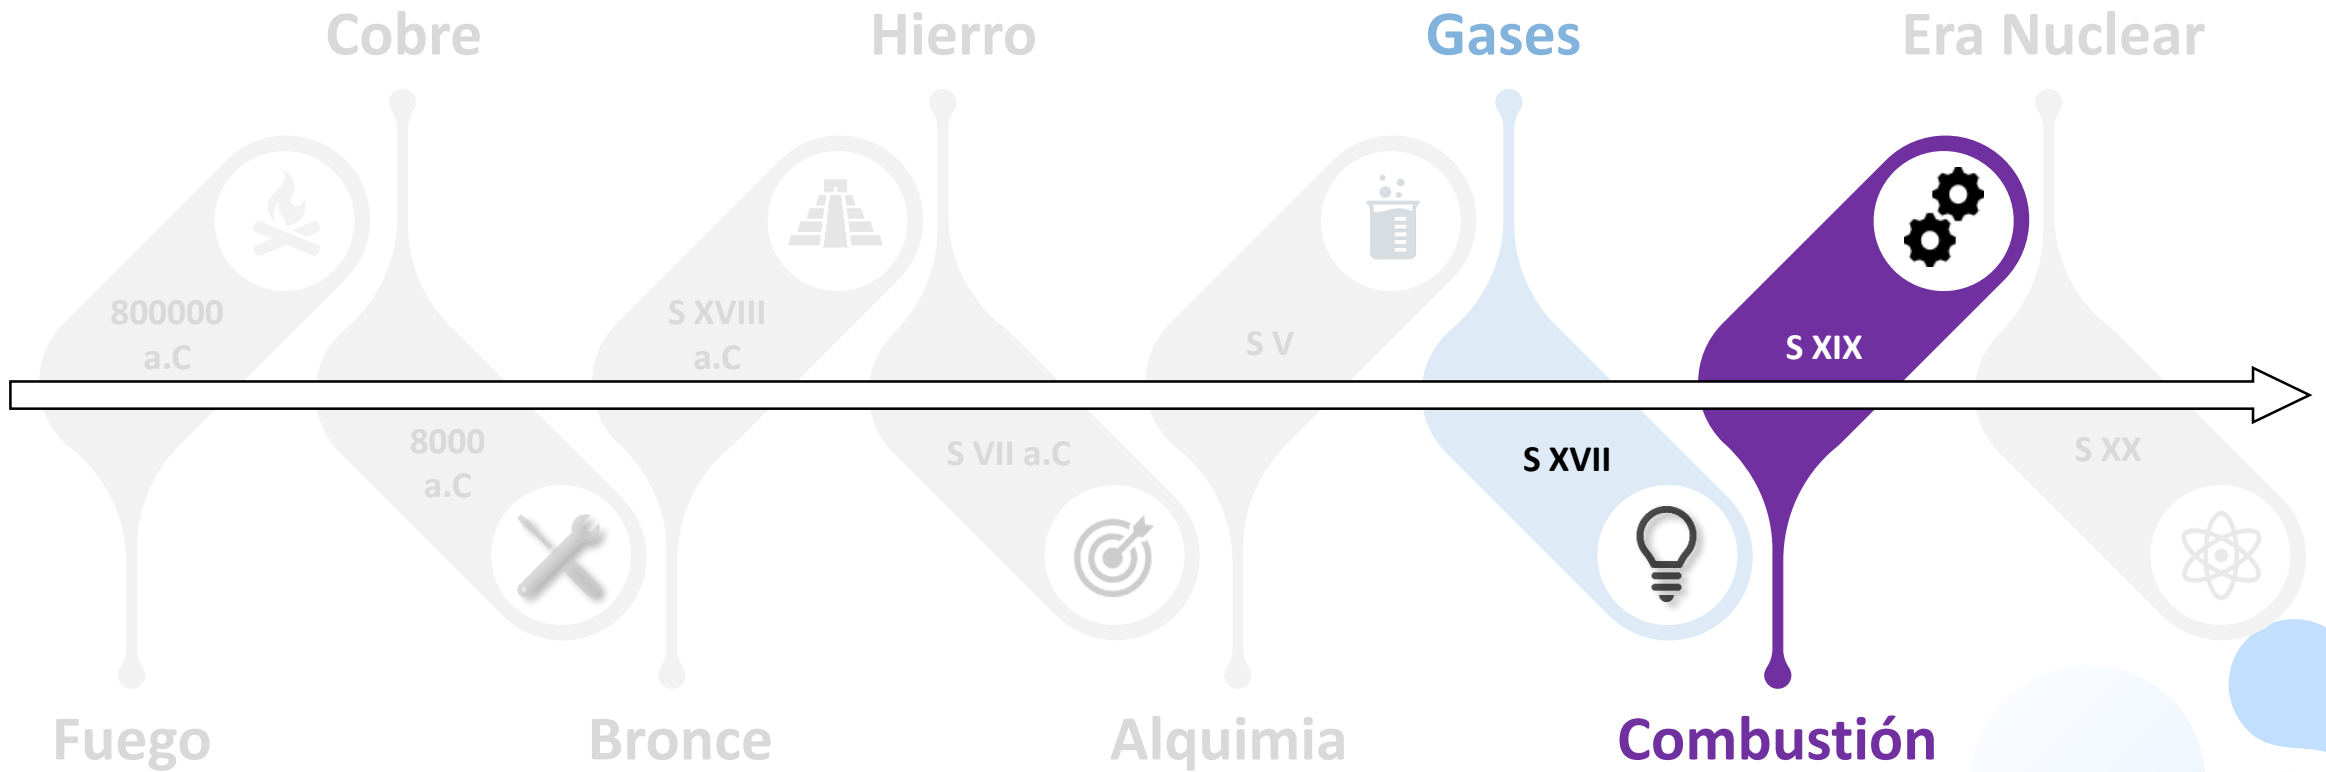 Cobre
Hierro
Gases
Era Nuclear
800000
a.C
S XVIII
a.C
S V
S XIX
8000
a.C
S VII a.C
S XVII
S XX
Fuego
Bronce
Alquimia
Combustión